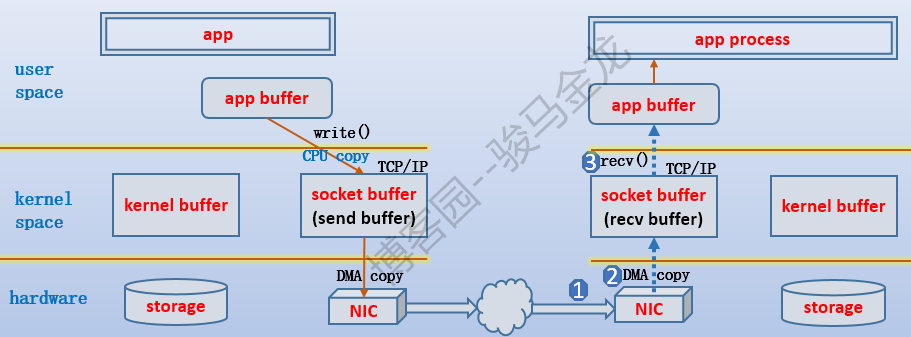 app
app process
user
space
app buffer
app buffer
write()
CPU copy
TCP/IP
3
recv()
TCP/IP
kernel
space
kernel buffer
socket buffer
(send buffer)
socket buffer
(recv buffer)
kernel buffer
DMA copy
2
DMA copy
hardware
storage
NIC
1
NIC
storage
博客园--骏马金龙